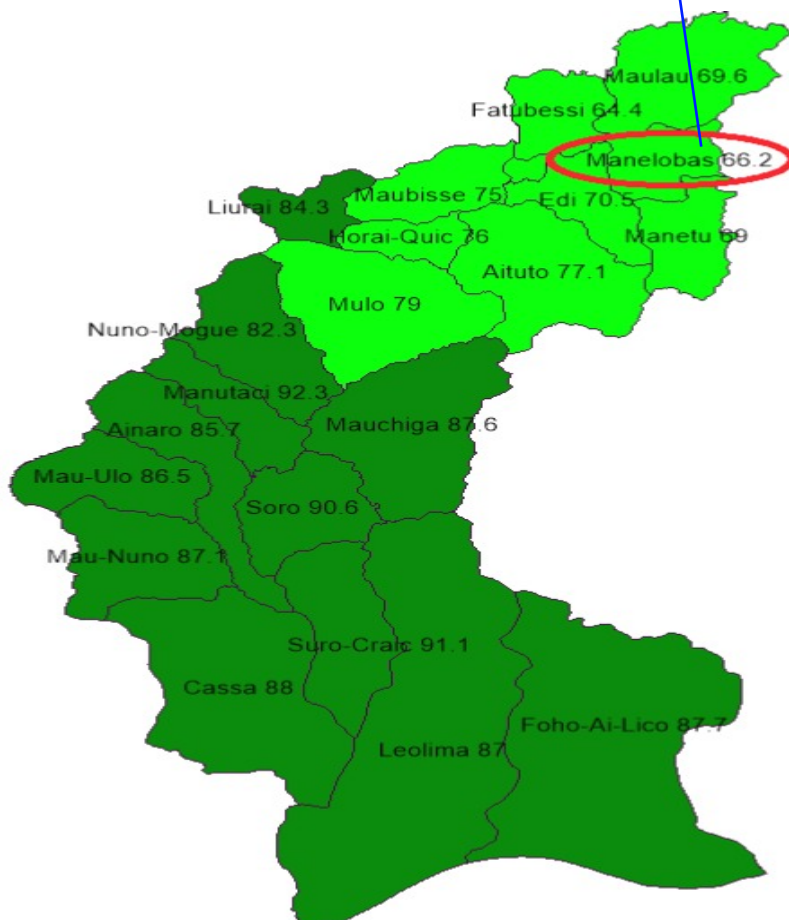 Maulau 69.6
Fatubessi 64.4
Manelobas 66.2
Maubisse 75
Edi 70.5
Liurai 84.3
Horai-Quic 76
Manetu 69
Aituto 77.1
Mulo 79
Nuno-Mogue 82.3
Manutaci 92.3
Mauchiga 87.6
Ainaro 85.7
Mau-Ulo 86.5
Soro 90.6
Mau-Nuno 87.1
Suro-Craic 91.1
Cassa 88
Foho-Ai-Lico 87.7
Leolima 87